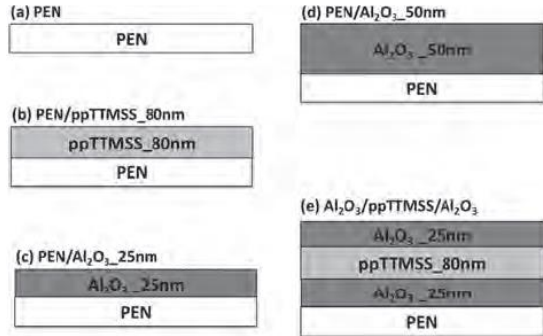 (a) PEN
PEN
(b) PEN/ppTTMSS_80nm
ppTTMSS_80nm
PEN
(c) PEN/Al₂O₃_25nm
Al₂O₃_25nm
PEN
(d) PEN/Al₂O₃_50nm
Al₂O₃_50nm
PEN
(e) Al₂O₃/ppTTMSS/Al₂O₃
Al₂O₃_25nm
ppTTMSS_80nm
Al₂O₃_25nm
PEN